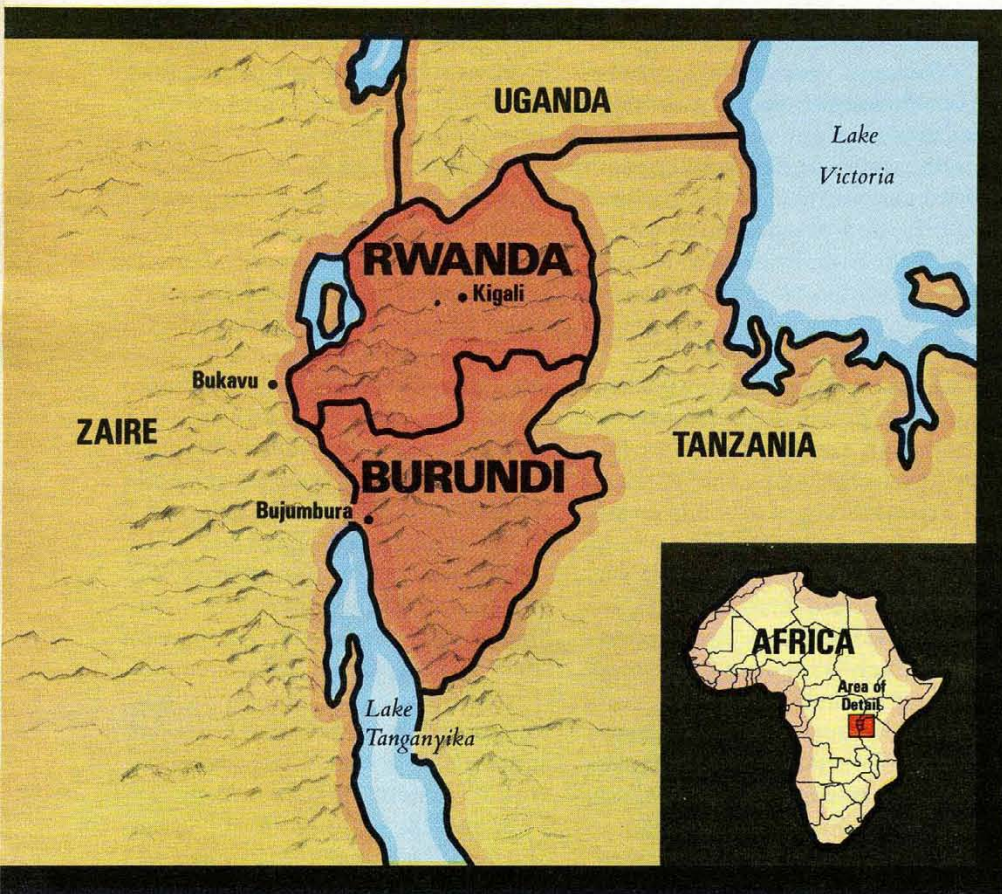 UGANDA
Lake
Victoria
RWANDA
Kigali
Bukavu
ZAIRE
TANZANIA
BURUNDI
Bujumbura
AFRICA
Area of
Detail
Lake
Tanganyika